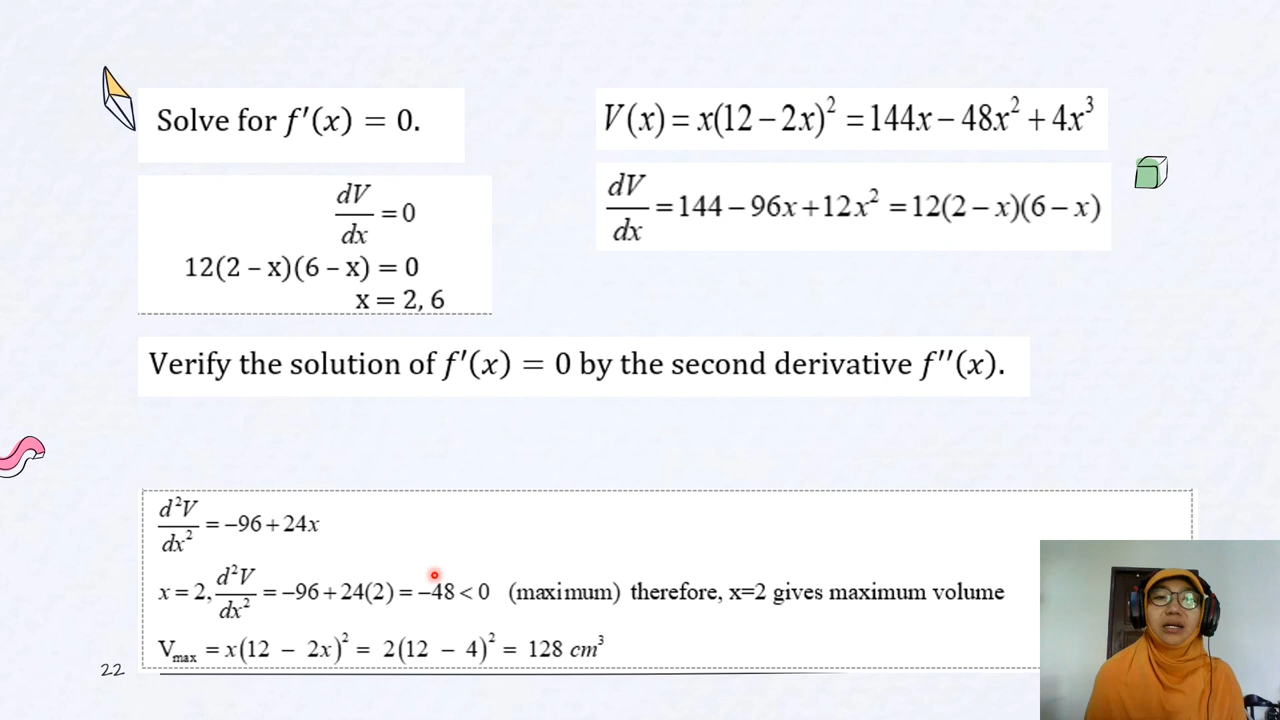 Solve for f′(x) = 0.
dV/dx = 0
12(2 − x)(6 − x) = 0
x = 2, 6
V(x) = x(12 − 2x)² = 144x − 48x² + 4x³
dV/dx = 144 − 96x + 12x² = 12(2 − x)(6 − x)
Verify the solution of f′(x) = 0 by the second derivative f′′(x).
d²V/dx² = −96 + 24x
x = 2, d²V/dx² = −96 + 24(2) = −48 < 0 (maximum) therefore, x=2 gives maximum volume
Vmax = x(12 − 2x)² = 2(12 − 4)² = 128 cm³
22